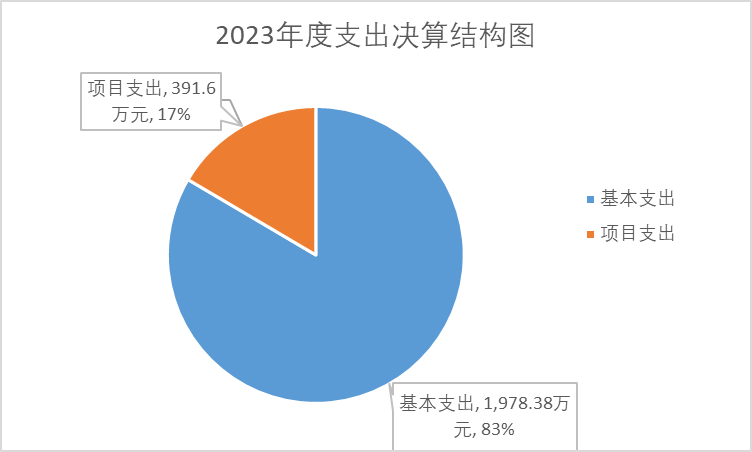 2023年度支出决算结构图
项目支出, 391.6
万元, 17%
基本支出
项目支出
基本支出, 1,978.38万
元, 83%